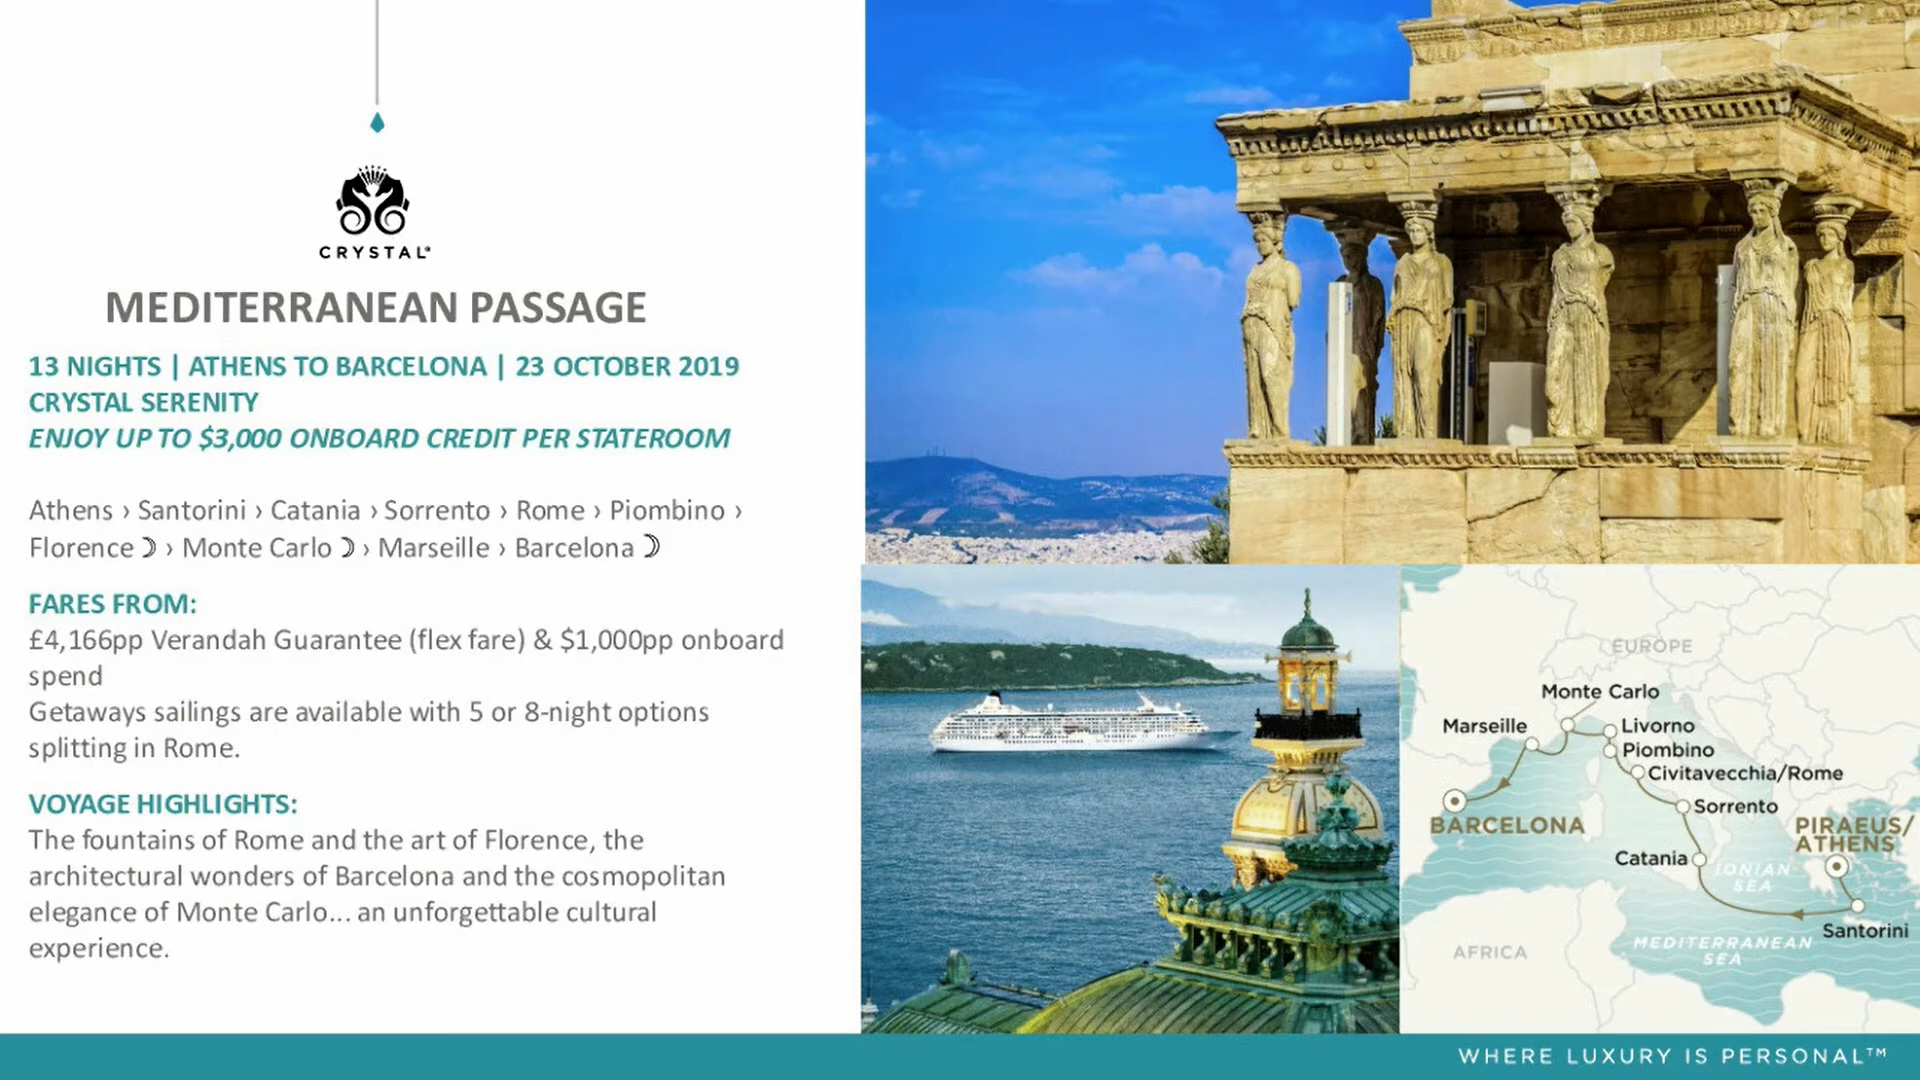 CRYSTAL®
MEDITERRANEAN PASSAGE
13 NIGHTS | ATHENS TO BARCELONA | 23 OCTOBER 2019
CRYSTAL SERENITY
ENJOY UP TO $3,000 ONBOARD CREDIT PER STATEROOM
Athens › Santorini › Catania › Sorrento › Rome › Piombino ›
Florence ☽ › Monte Carlo ☽ › Marseille › Barcelona ☽
FARES FROM:
£4,166pp Verandah Guarantee (flex fare) & $1,000pp onboard
spend
Getaways sailings are available with 5 or 8-night options
splitting in Rome.
VOYAGE HIGHLIGHTS:
The fountains of Rome and the art of Florence, the
architectural wonders of Barcelona and the cosmopolitan
elegance of Monte Carlo... an unforgettable cultural
experience.
EUROPE
Monte Carlo
Marseille
Livorno
Piombino
Civitavecchia/Rome
Sorrento
BARCELONA
PIRAEUS/
ATHENS
Catania
IONIAN
SEA
Santorini
MEDITERRANEAN
SEA
AFRICA
WHERE LUXURY IS PERSONAL™